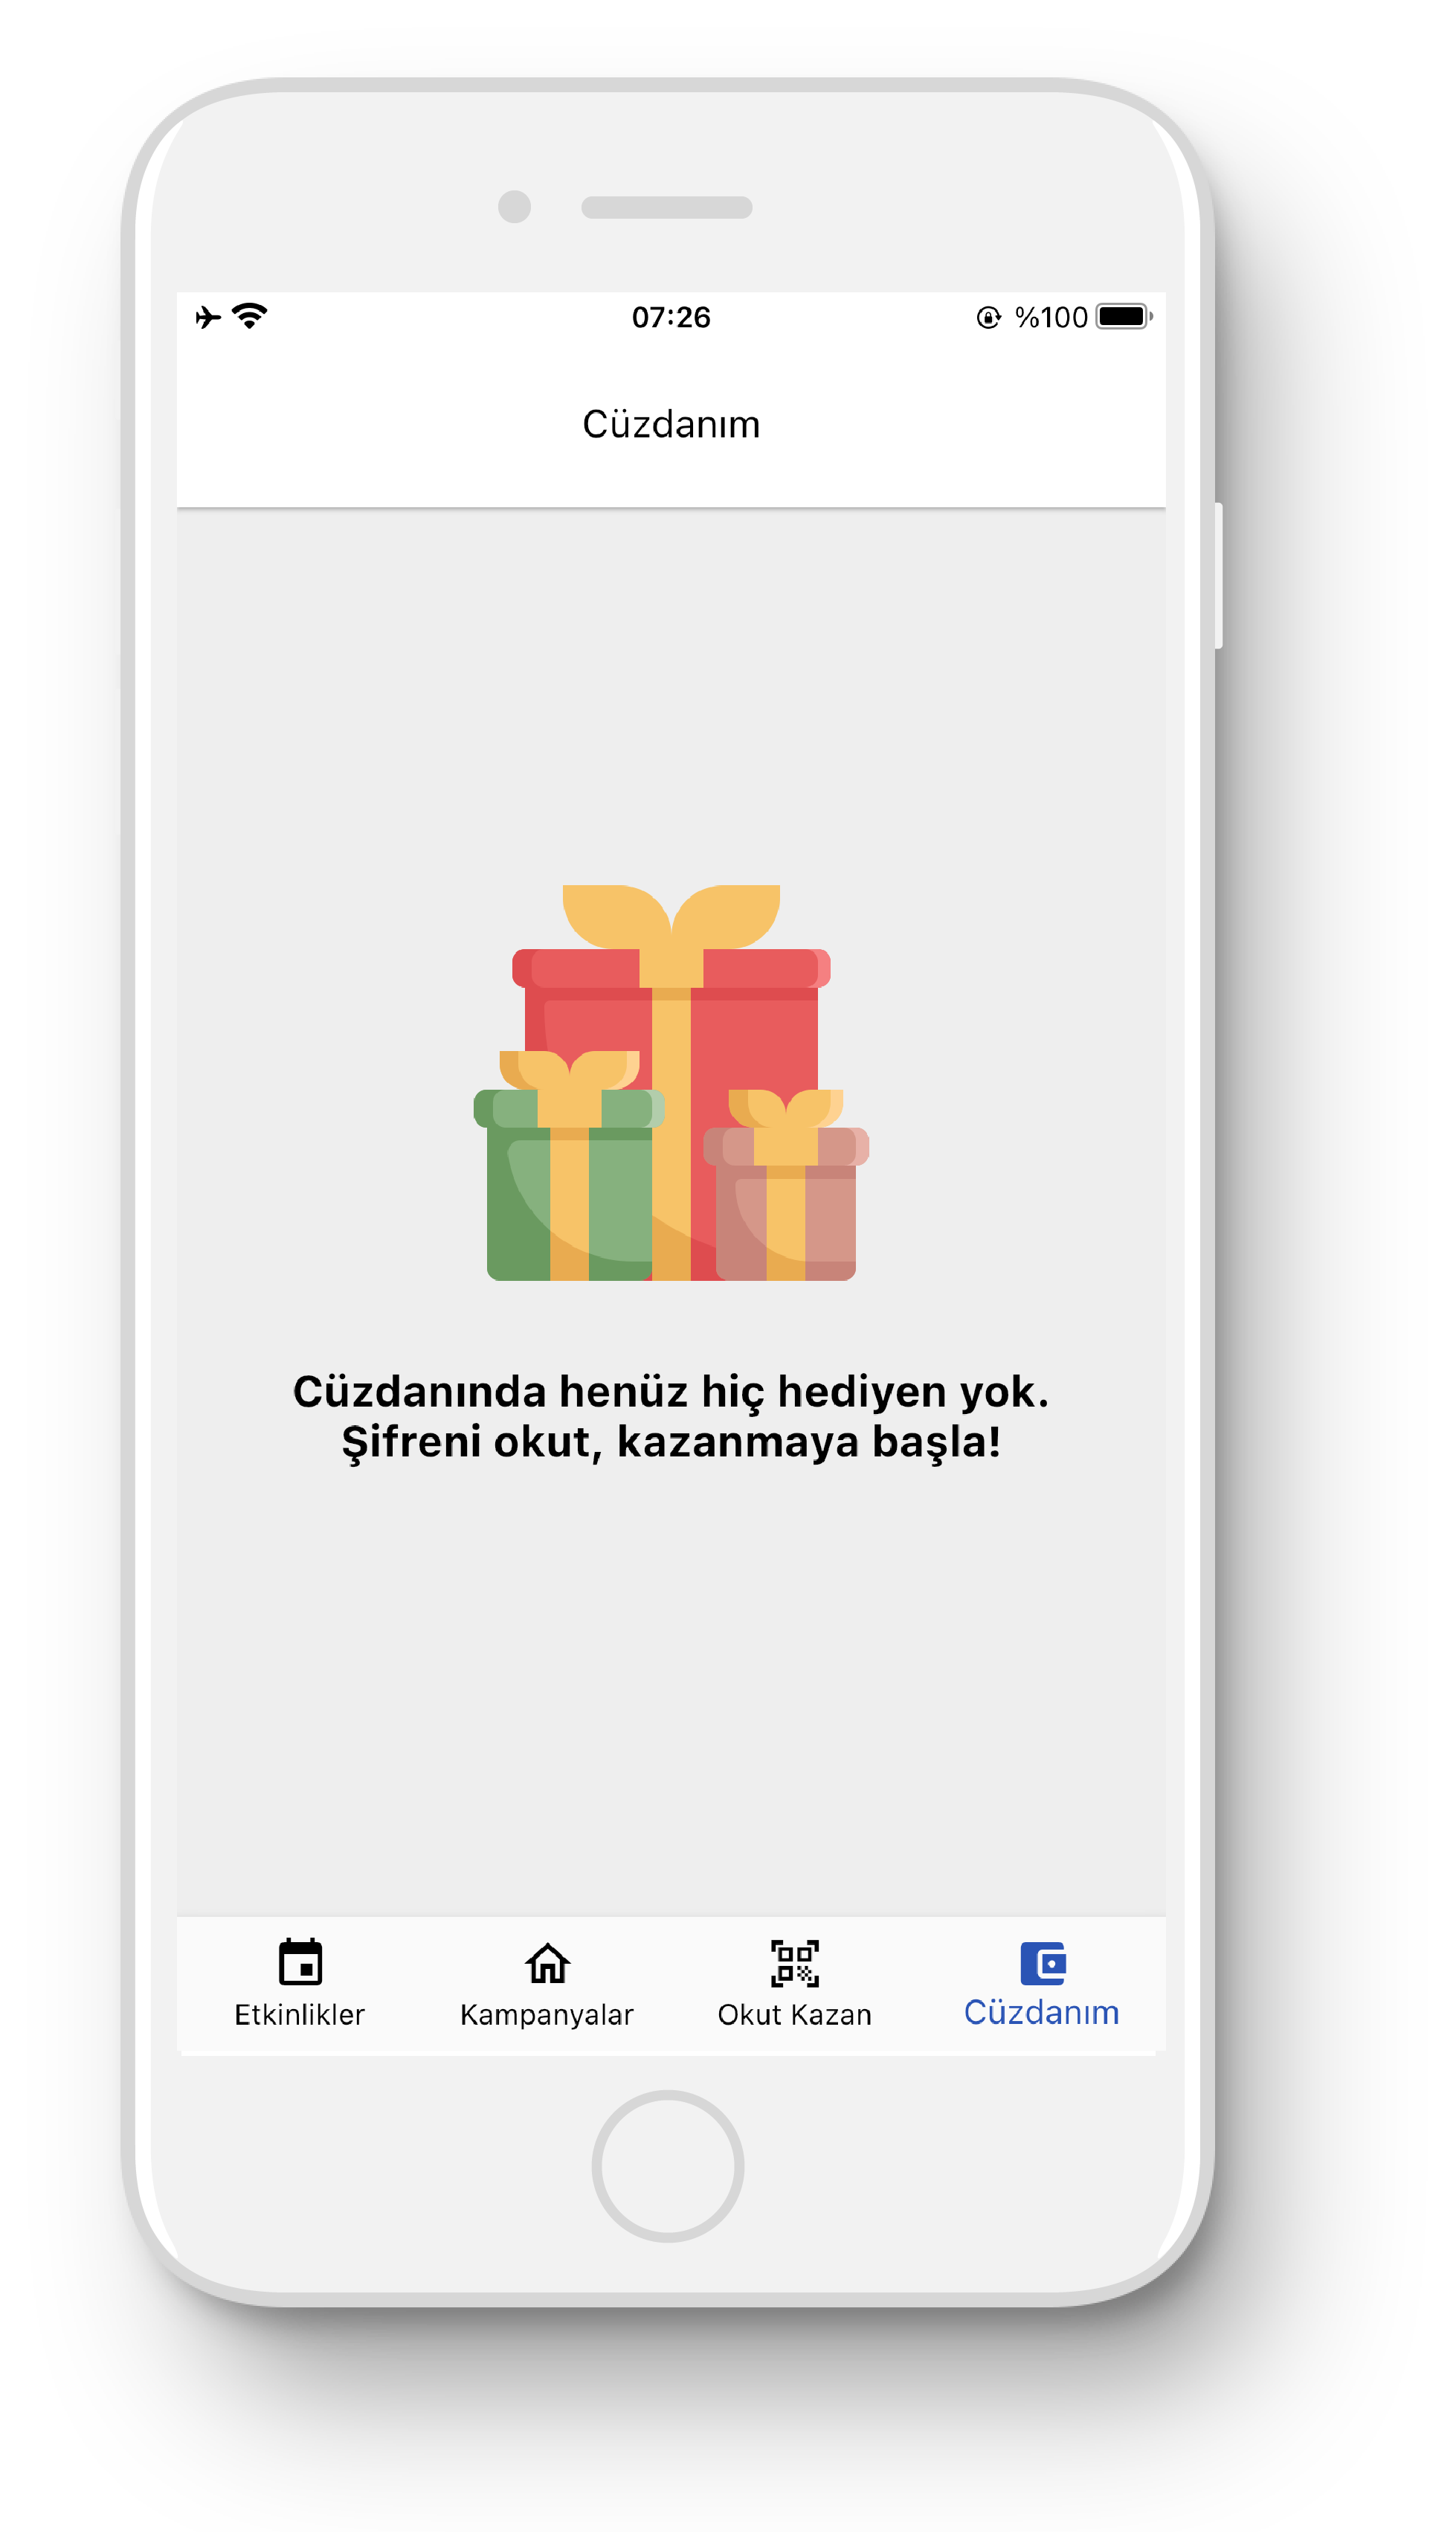 07:26
%100
Cüzdanım
Cüzdanında henüz hiç hediyen yok.
Şifreni okut, kazanmaya başla!
Etkinlikler
Kampanyalar
Okut Kazan
Cüzdanım